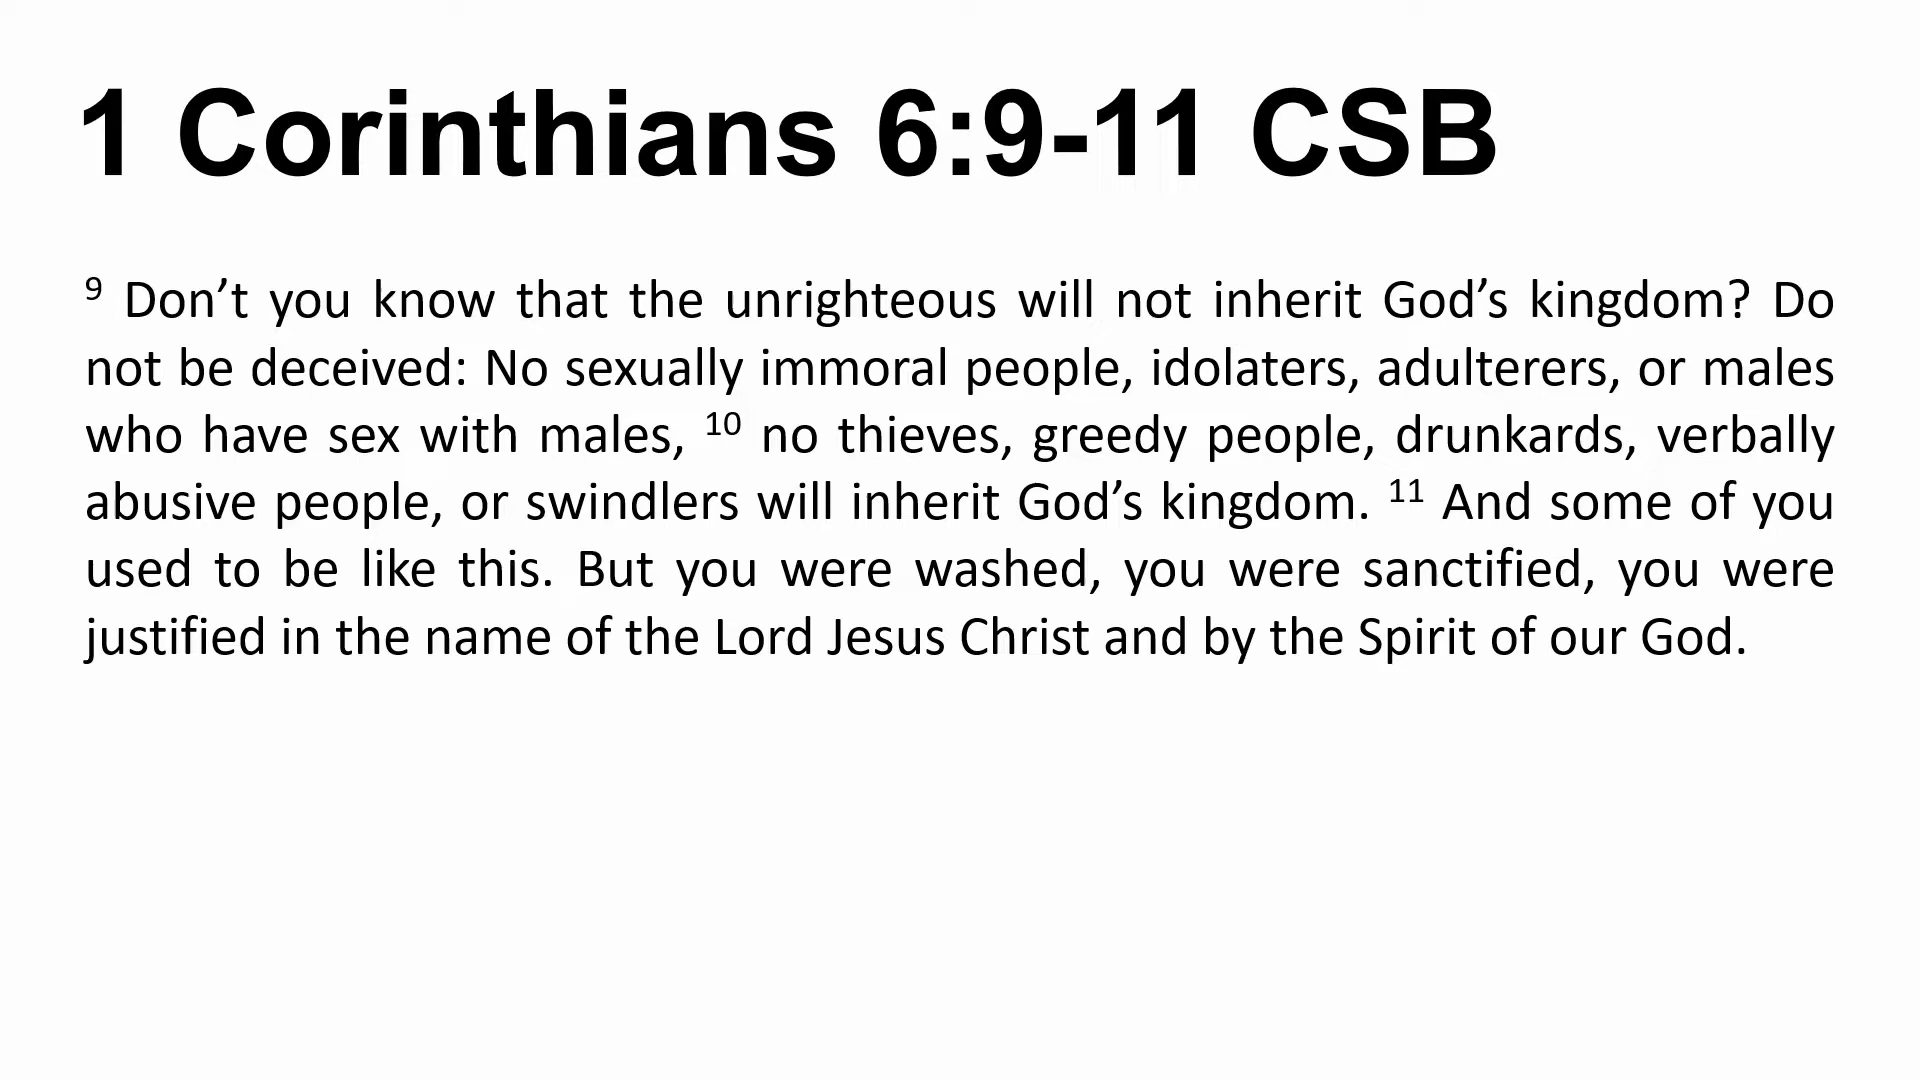 1 Corinthians 6:9-11 CSB
⁹ Don’t you know that the unrighteous will not inherit God’s kingdom? Do
not be deceived: No sexually immoral people, idolaters, adulterers, or males
who have sex with males, ¹⁰ no thieves, greedy people, drunkards, verbally
abusive people, or swindlers will inherit God’s kingdom. ¹¹ And some of you
used to be like this. But you were washed, you were sanctified, you were
justified in the name of the Lord Jesus Christ and by the Spirit of our God.